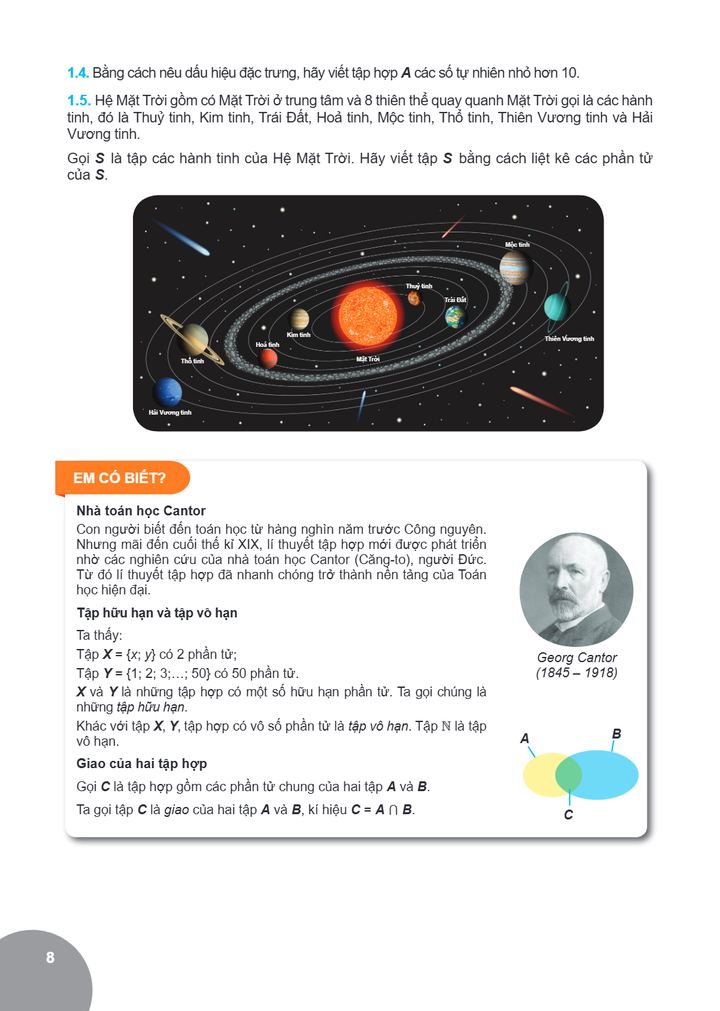 1.4. Bằng cách nêu dấu hiệu đặc trưng, hãy viết tập hợp A các số tự nhiên nhỏ hơn 10.
1.5. Hệ Mặt Trời gồm có Mặt Trời ở trung tâm và 8 thiên thể quay quanh Mặt Trời gọi là các hành
tinh, đó là Thuỷ tinh, Kim tinh, Trái Đất, Hoả tinh, Mộc tinh, Thổ tinh, Thiên Vương tinh và Hải
Vương tinh.
Gọi S là tập các hành tinh của Hệ Mặt Trời. Hãy viết tập S bằng cách liệt kê các phần tử
của S.
Mộc tinh
Thuỷ tinh
Trái Đất
Kim tinh
Thiên Vương tinh
Hoả tinh
Mặt Trời
Thổ tinh
Hải Vương tinh
EM CÓ BIẾT?
Nhà toán học Cantor
Con người biết đến toán học từ hàng nghìn năm trước Công nguyên.
Nhưng mãi đến cuối thế kỉ XIX, lí thuyết tập hợp mới được phát triển
nhờ các nghiên cứu của nhà toán học Cantor (Căng-to), người Đức.
Từ đó lí thuyết tập hợp đã nhanh chóng trở thành nền tảng của Toán
học hiện đại.
Tập hữu hạn và tập vô hạn
Ta thấy:
Tập X = {x; y} có 2 phần tử;
Tập Y = {1; 2; 3;…; 50} có 50 phần tử.
X và Y là những tập hợp có một số hữu hạn phần tử. Ta gọi chúng là
những tập hữu hạn.
Khác với tập X, Y, tập hợp có vô số phần tử là tập vô hạn. Tập ℕ là tập
vô hạn.
Georg Cantor
(1845 – 1918)
Giao của hai tập hợp
Gọi C là tập hợp gồm các phần tử chung của hai tập A và B.
Ta gọi tập C là giao của hai tập A và B, kí hiệu C = A ∩ B.
A
B
C
8